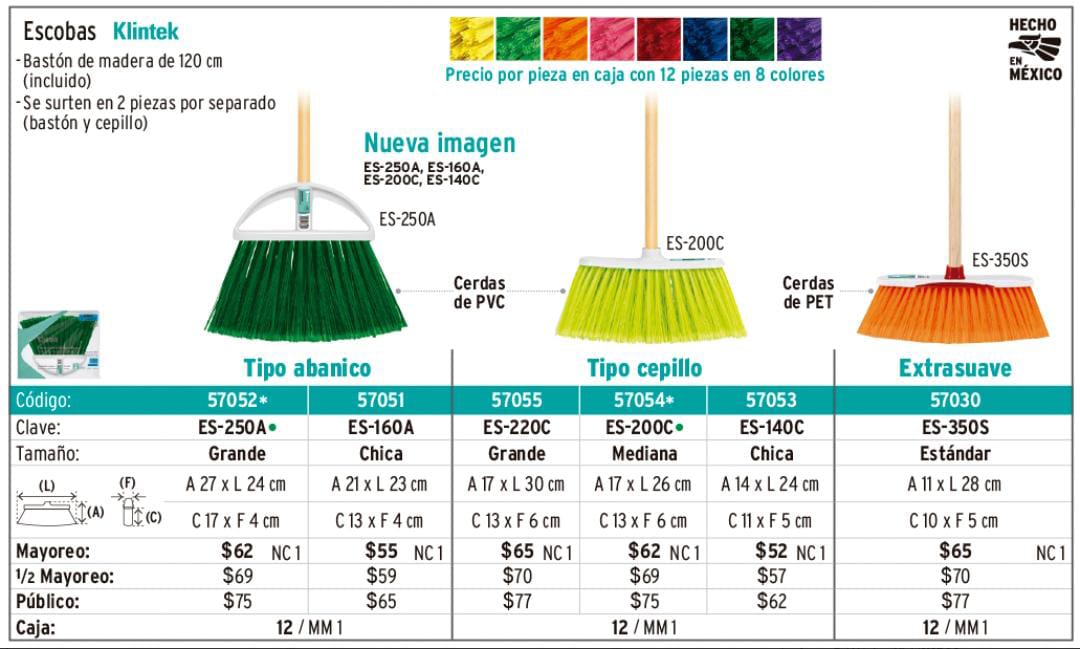 Escobas Klintek
- Bastón de madera de 120 cm
(incluido)
- Se surten en 2 piezas por separado
(bastón y cepillo)
Precio por pieza en caja con 12 piezas en 8 colores
HECHO
EN
MÉXICO
Nueva imagen
ES-250A, ES-160A,
ES-200C, ES-140C
ES-250A
ES-200C
ES-350S
Cerdas
de PVC
Cerdas
de PET
Tipo abanico Tipo cepillo Extrasuave
Código: 57052* 57051 57055 57054* 57053 57030
Clave: ES-250A• ES-160A ES-220C ES-200C• ES-140C ES-350S
Tamaño: Grande Chica Grande Mediana Chica Estándar
(L) (F) (A) (C)
A 27 x L 24 cm A 21 x L 23 cm A 17 x L 30 cm A 17 x L 26 cm A 14 x L 24 cm A 11 x L 28 cm
C 17 x F 4 cm C 13 x F 4 cm C 13 x F 6 cm C 13 x F 6 cm C 11 x F 5 cm C 10 x F 5 cm
Mayoreo: $62 NC 1 $55 NC 1 $65 NC 1 $62 NC 1 $52 NC 1 $65 NC 1
1/2 Mayoreo: $69 $59 $70 $69 $57 $70
Público: $75 $65 $77 $75 $62 $77
Caja: 12 / MM 1 12 / MM 1 12 / MM 1